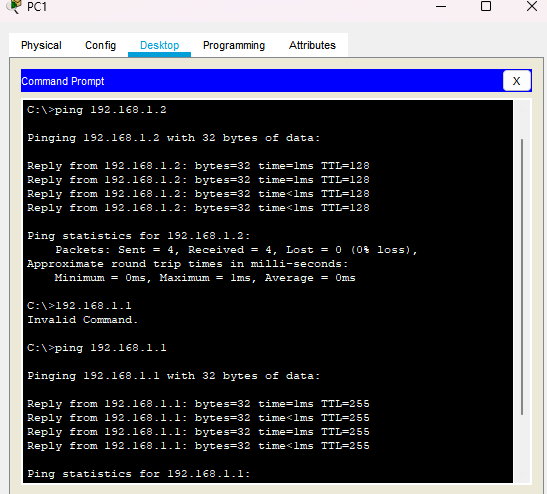 PC1
Physical Config Desktop Programming Attributes
Command Prompt
X
C:\>ping 192.168.1.2
Pinging 192.168.1.2 with 32 bytes of data:
Reply from 192.168.1.2: bytes=32 time=1ms TTL=128
Reply from 192.168.1.2: bytes=32 time=1ms TTL=128
Reply from 192.168.1.2: bytes=32 time<1ms TTL=128
Reply from 192.168.1.2: bytes=32 time<1ms TTL=128
Ping statistics for 192.168.1.2:
Packets: Sent = 4, Received = 4, Lost = 0 (0% loss),
Approximate round trip times in milli-seconds:
Minimum = 0ms, Maximum = 1ms, Average = 0ms
C:\>192.168.1.1
Invalid Command.
C:\>ping 192.168.1.1
Pinging 192.168.1.1 with 32 bytes of data:
Reply from 192.168.1.1: bytes=32 time=1ms TTL=255
Reply from 192.168.1.1: bytes=32 time<1ms TTL=255
Reply from 192.168.1.1: bytes=32 time=1ms TTL=255
Reply from 192.168.1.1: bytes=32 time<1ms TTL=255
Ping statistics for 192.168.1.1: